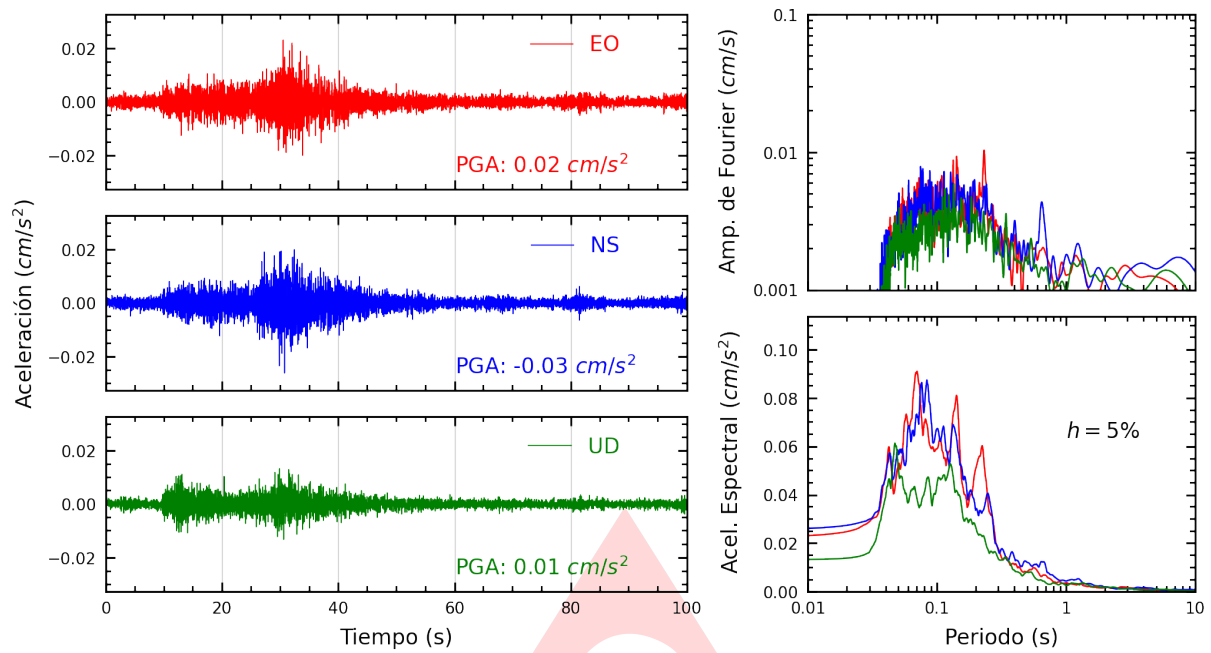 Aceleración (cm/s²)
0.02
0.00
−0.02
EO
PGA: 0.02 cm/s²
0.02
0.00
−0.02
NS
PGA: -0.03 cm/s²
0.02
0.00
−0.02
UD
PGA: 0.01 cm/s²
0 20 40 60 80 100
Tiempo (s)
Amp. de Fourier (cm/s)
0.1
0.01
0.001
Acel. Espectral (cm/s²)
0.10
0.08
0.06
0.04
0.02
0.00
h = 5%
0.01 0.1 1 10
Periodo (s)